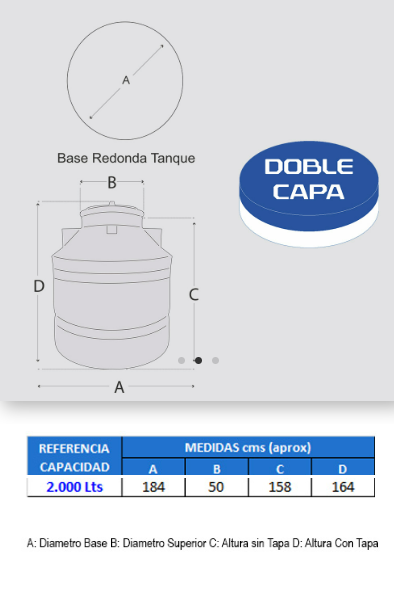 A
Base Redonda Tanque
B
DOBLE
CAPA
D
C
A
REFERENCIA CAPACIDAD MEDIDAS cms (aprox)
A B C D
2.000 Lts 184 50 158 164
A: Diametro Base B: Diametro Superior C: Altura sin Tapa D: Altura Con Tapa